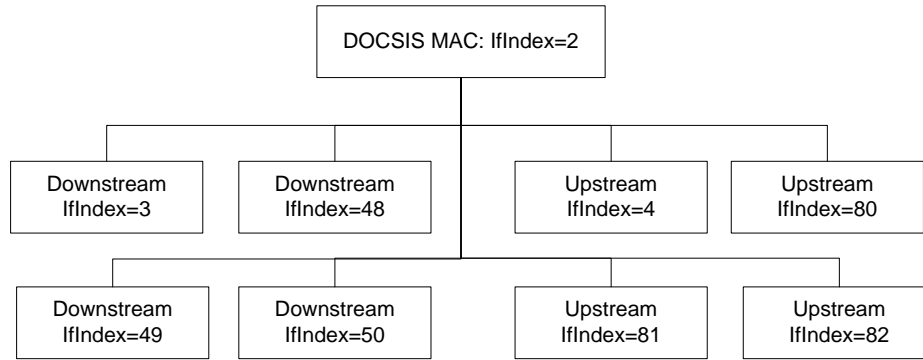 DOCSIS MAC: IfIndex=2
Downstream
IfIndex=3
Downstream
IfIndex=48
Upstream
IfIndex=4
Upstream
IfIndex=80
Downstream
IfIndex=49
Downstream
IfIndex=50
Upstream
IfIndex=81
Upstream
IfIndex=82